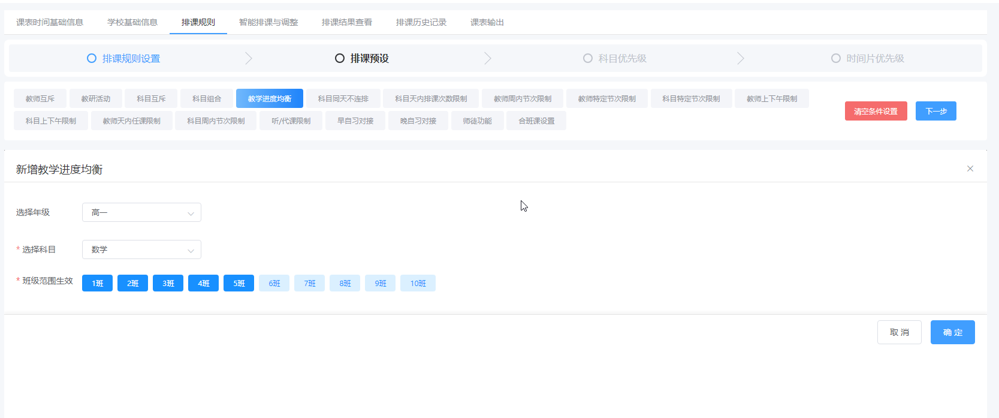 课表时间基础信息 学校基础信息 排课规则 智能排课与调整 排课结果查看 排课历史记录 课表输出
排课规则设置 排课预设 科目优先级 时间片优先级
教师互斥 教研活动 科目互斥 科目组合 教学进度均衡 科目同天不连排 科目天内排课次数限制 教师周内节次限制 教师特定节次限制 科目特定节次限制 教师上下午限制
清空条件设置 下一步
科目上下午限制 教师天内任课限制 科目周内节次限制 听/代课限制 早自习对接 晚自习对接 师徒功能 合班课设置
新增教学进度均衡
选择年级 高一
* 选择科目 数学
* 班级范围生效 1班 2班 3班 4班 5班 6班 7班 8班 9班 10班
取 消 确 定